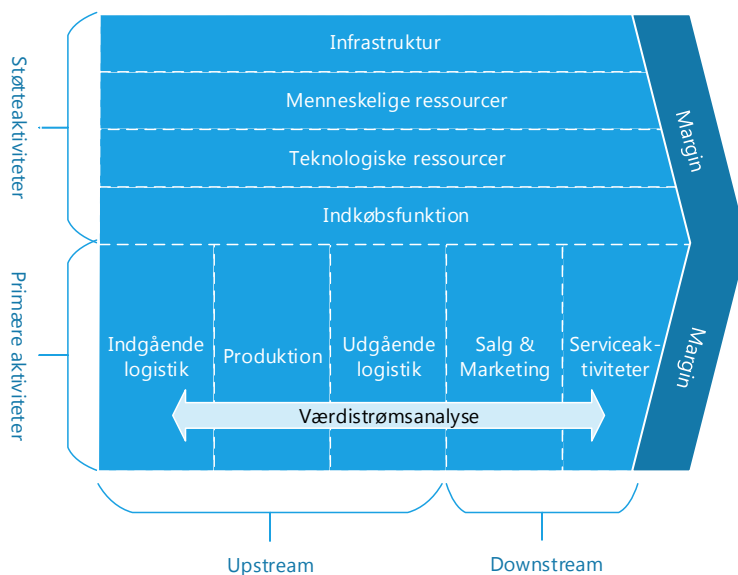 Støtteaktiviteter
Infrastruktur
Menneskelige ressourcer
Teknologiske ressourcer
Indkøbsfunktion
Margin
Primære aktiviteter
Indgående
logistik
Produktion
Udgående
logistik
Salg &
Marketing
Serviceak-
tiviteter
Margin
Værdistrømsanalyse
Upstream
Downstream